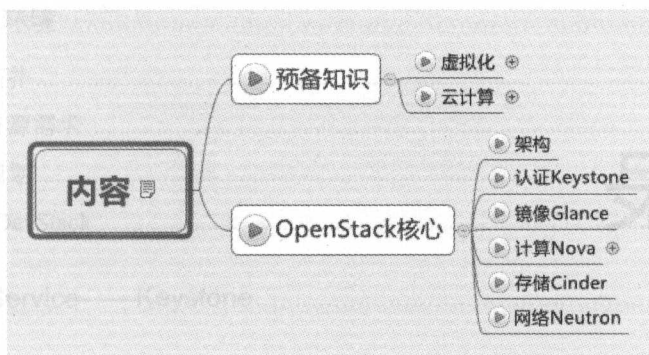 内容
预备知识
虚拟化
云计算
OpenStack核心
架构
认证Keystone
镜像Glance
计算Nova
存储Cinder
网络Neutron
Keystone